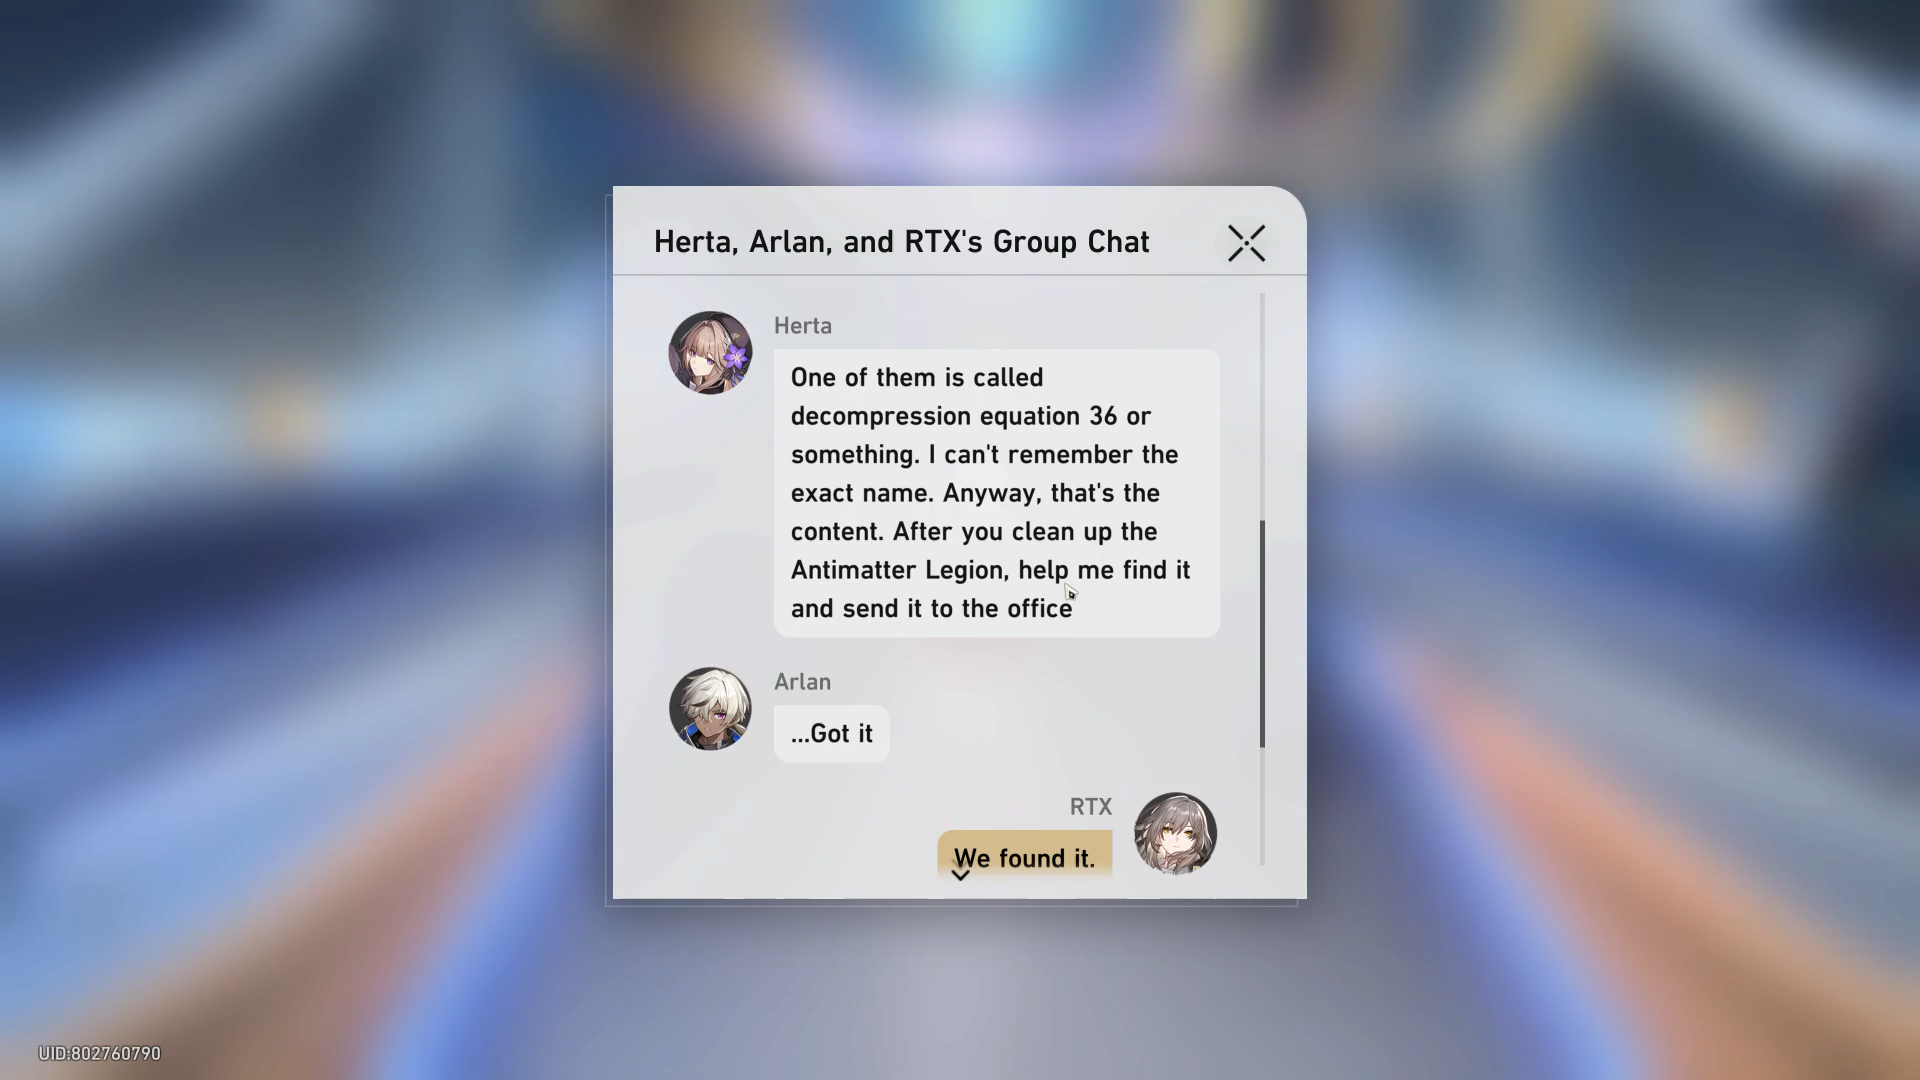 Herta, Arlan, and RTX's Group Chat
Herta
One of them is called
decompression equation 36 or
something. I can't remember the
exact name. Anyway, that's the
content. After you clean up the
Antimatter Legion, help me find it
and send it to the office
Arlan
...Got it
RTX
We found it.
UID:802760790